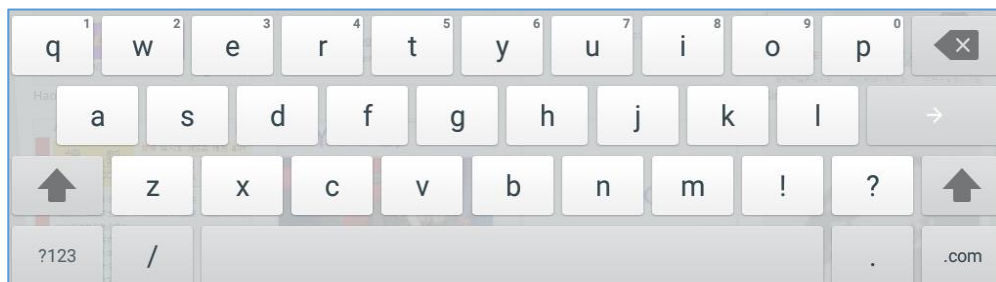 q 1 w 2 e 3 r 4 t 5 y 6 u 7 i 8 o 9 p 0
a s d f g h j k l →
z x c v b n m ! ?
?123 / . .com